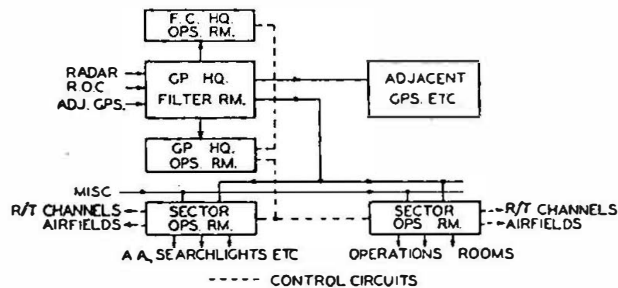 F.C. HQ.
OPS. RM.
RADAR
R.O.C
ADJ. GPS.
GP HQ.
FILTER RM.
ADJACENT
GPS. ETC
GP HQ.
OPS. RM.
MISC
R/T CHANNELS
AIRFIELDS
SECTOR
OPS. RM.
SECTOR
OPS RM.
R/T CHANNELS
AIRFIELDS
A A, SEARCHLIGHTS ETC
OPERATIONS ROOMS
CONTROL CIRCUITS